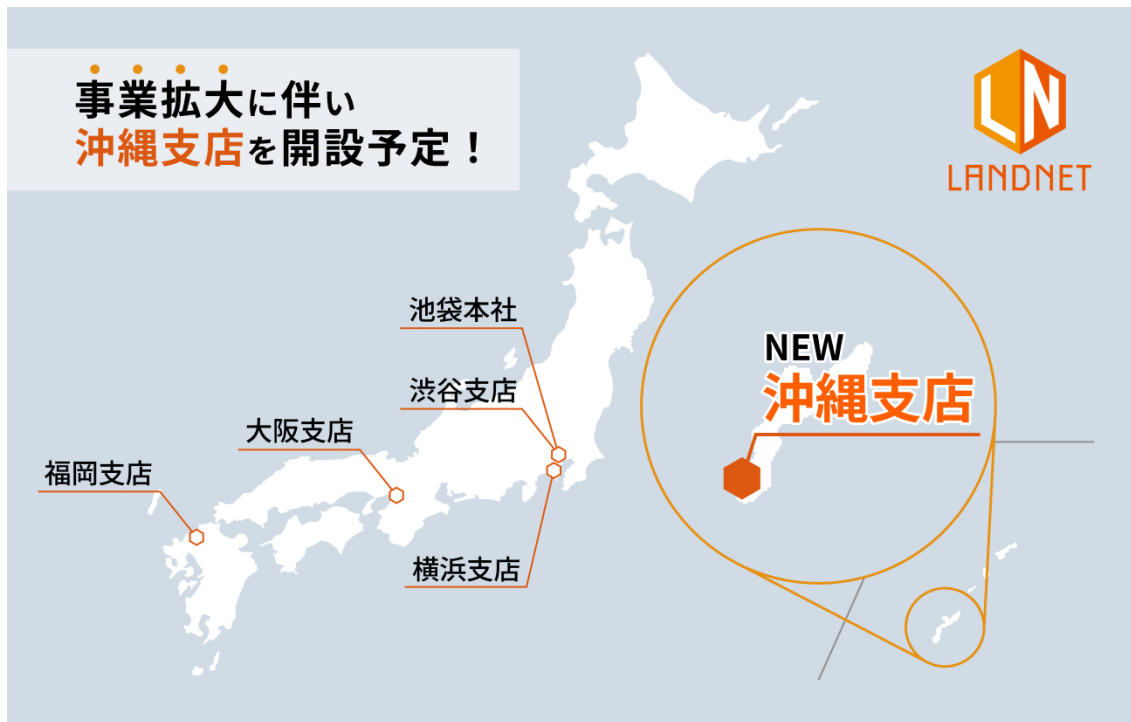 事業拡大に伴い
沖縄支店を開設予定！
LN
LANDNET
池袋本社
渋谷支店
大阪支店
福岡支店
横浜支店
NEW
沖縄支店